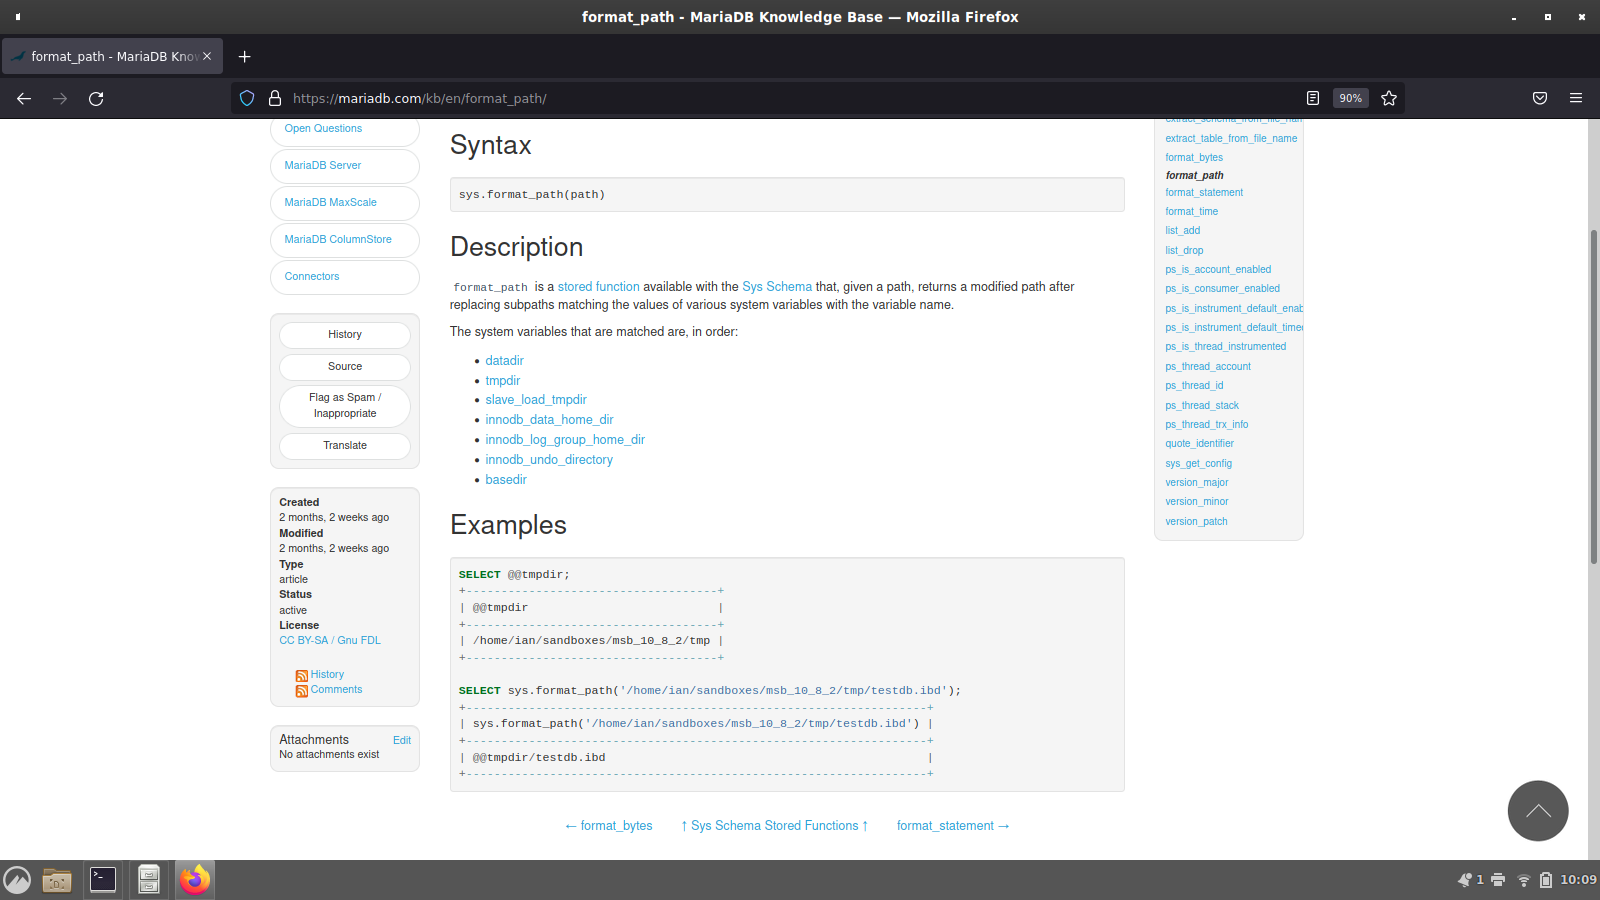 format_path - MariaDB Knowledge Base — Mozilla Firefox
format_path - MariaDB Know
https://mariadb.com/kb/en/format_path/
90%
Open Questions
MariaDB Server
MariaDB MaxScale
MariaDB ColumnStore
Connectors
History
Source
Flag as Spam /
Inappropriate
Translate
Created
2 months, 2 weeks ago
Modified
2 months, 2 weeks ago
Type
article
Status
active
License
CC BY-SA / Gnu FDL
History
Comments
Attachments Edit
No attachments exist
Syntax
sys.format_path(path)
Description
format_path is a stored function available with the Sys Schema that, given a path, returns a modified path after
replacing subpaths matching the values of various system variables with the variable name.
The system variables that are matched are, in order:
• datadir
• tmpdir
• slave_load_tmpdir
• innodb_data_home_dir
• innodb_log_group_home_dir
• innodb_undo_directory
• basedir
Examples
SELECT @@tmpdir;
+------------------------------------+
| @@tmpdir                           |
+------------------------------------+
| /home/ian/sandboxes/msb_10_8_2/tmp |
+------------------------------------+
SELECT sys.format_path('/home/ian/sandboxes/msb_10_8_2/tmp/testdb.ibd');
+------------------------------------------------------------------+
| sys.format_path('/home/ian/sandboxes/msb_10_8_2/tmp/testdb.ibd') |
+------------------------------------------------------------------+
| @@tmpdir/testdb.ibd                                              |
+------------------------------------------------------------------+
← format_bytes ↑ Sys Schema Stored Functions ↑ format_statement →
extract_schema_from_file_nam
extract_table_from_file_name
format_bytes
format_path
format_statement
format_time
list_add
list_drop
ps_is_account_enabled
ps_is_consumer_enabled
ps_is_instrument_default_enab
ps_is_instrument_default_timed
ps_is_thread_instrumented
ps_thread_account
ps_thread_id
ps_thread_stack
ps_thread_trx_info
quote_identifier
sys_get_config
version_major
version_minor
version_patch
1 10:09